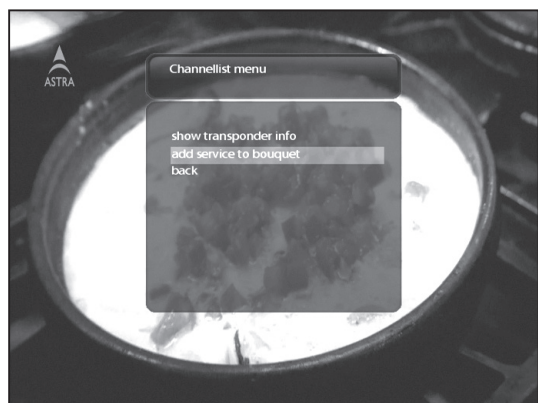 ASTRA
Channellist menu
show transponder info
add service to bouquet
back